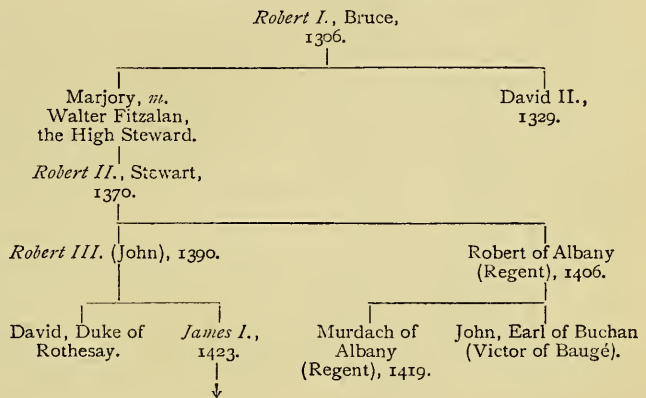 Robert I., Bruce,
1306.
Marjory, m.
Walter Fitzalan,
the High Steward.
David II.,
1329.
Robert II., Stewart,
1370.
Robert III. (John), 1390.
Robert of Albany
(Regent), 1406.
David, Duke of
Rothesay.
James I.,
1423.
Murdach of
Albany
(Regent), 1419.
John, Earl of Buchan
(Victor of Baugé).